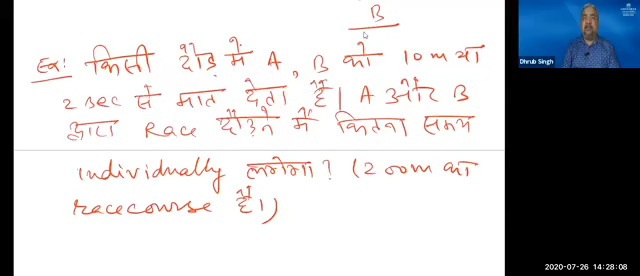 B
Ex: किसी दौड़ में A, B को 10 m या
2 sec से मात देता है। A और B
द्वारा Race दौड़ने में कितना समय
individually लगेगा? (200m का
racecourse है।)
Dhrub Singh
2020-07-26 14:28:08